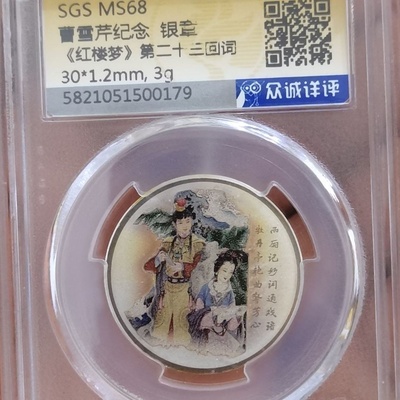 SGS MS68
曹雪芹纪念 银章
《红楼梦》第二十三回词
30*1.2mm, 3g
5821051500179
众诚详评
西厢记妙词通戏语
牡丹亭艳曲警芳心